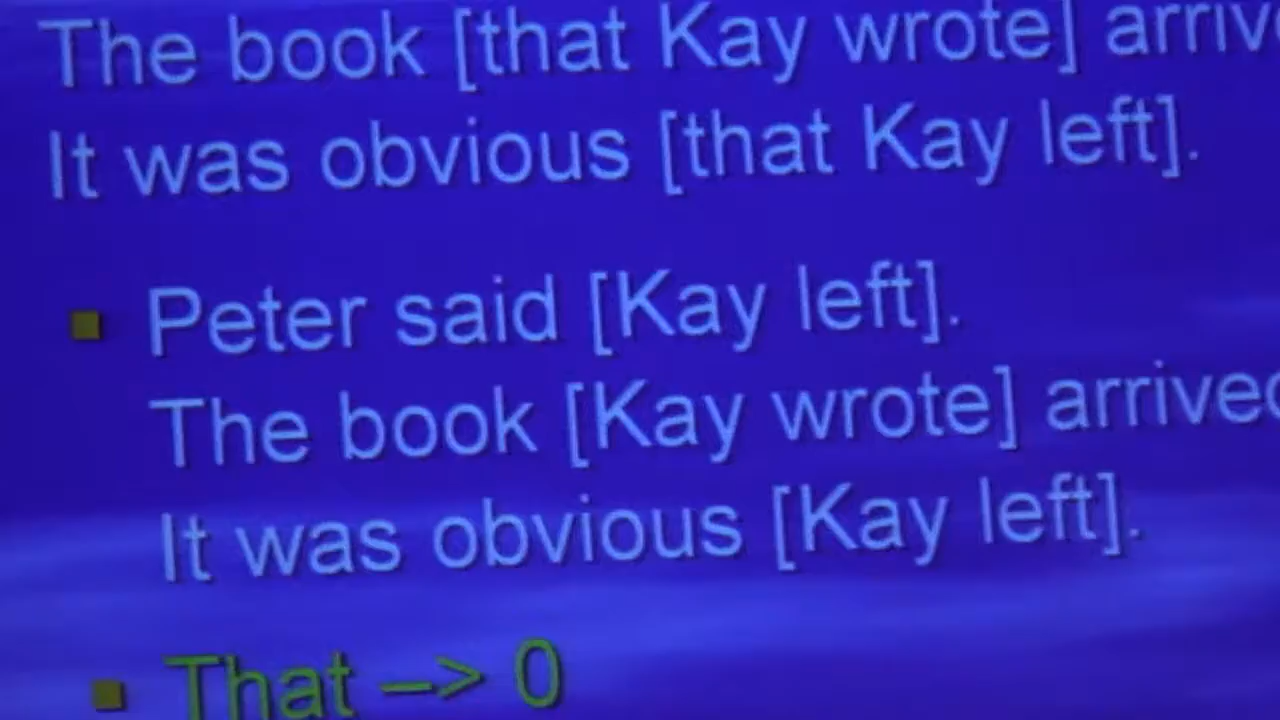 The book [that Kay wrote]
It was obvious [that Kay left].
Peter said [Kay left].
The book [Kay wrote] arrived
It was obvious [Kay left].
That –> 0